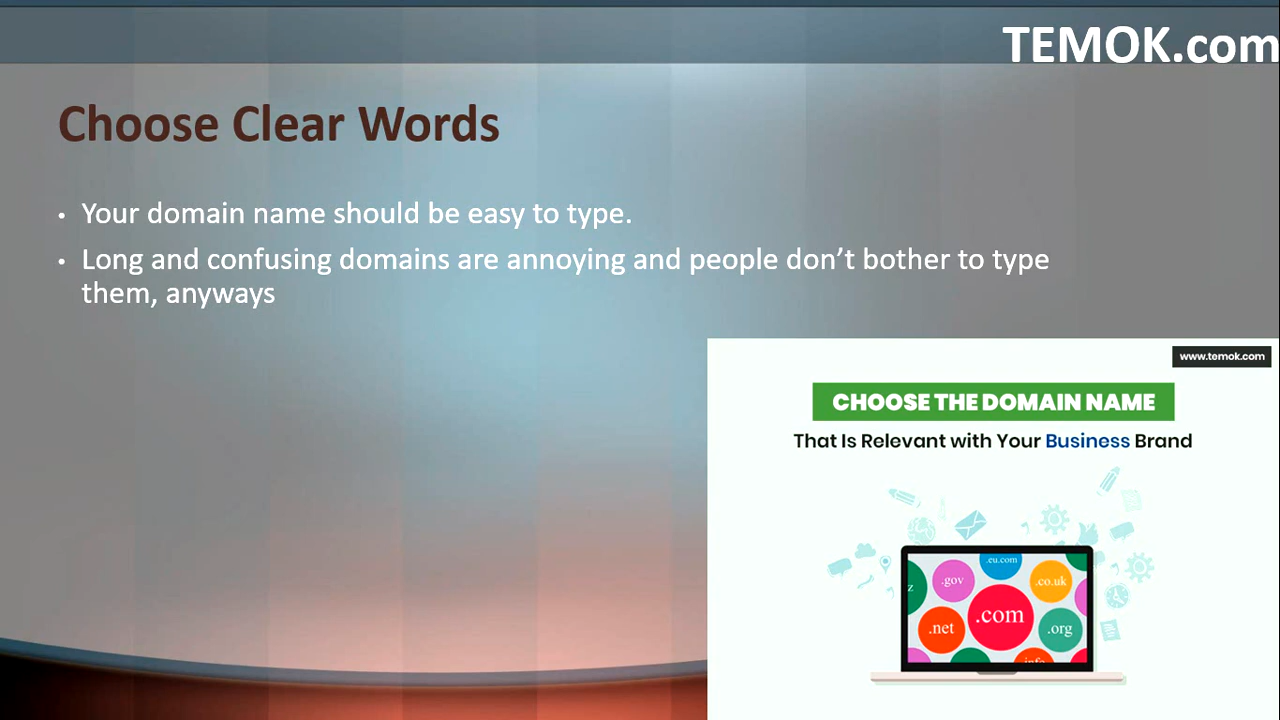 TEMOK.com
Choose Clear Words
• Your domain name should be easy to type.
• Long and confusing domains are annoying and people don’t bother to type
them, anyways
www.temok.com
CHOOSE THE DOMAIN NAME
That Is Relevant with Your Business Brand
.eu.com
.gov
.co.uk
z
.com
.net
.org
.info